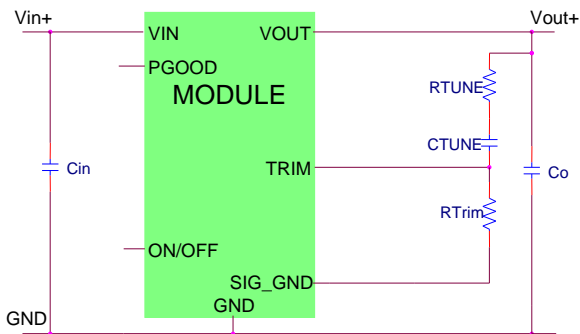 Vin+
Vout+
VIN
VOUT
PGOOD
MODULE
RTUNE
CTUNE
TRIM
Cin
Co
RTrim
ON/OFF
SIG_GND
GND
GND